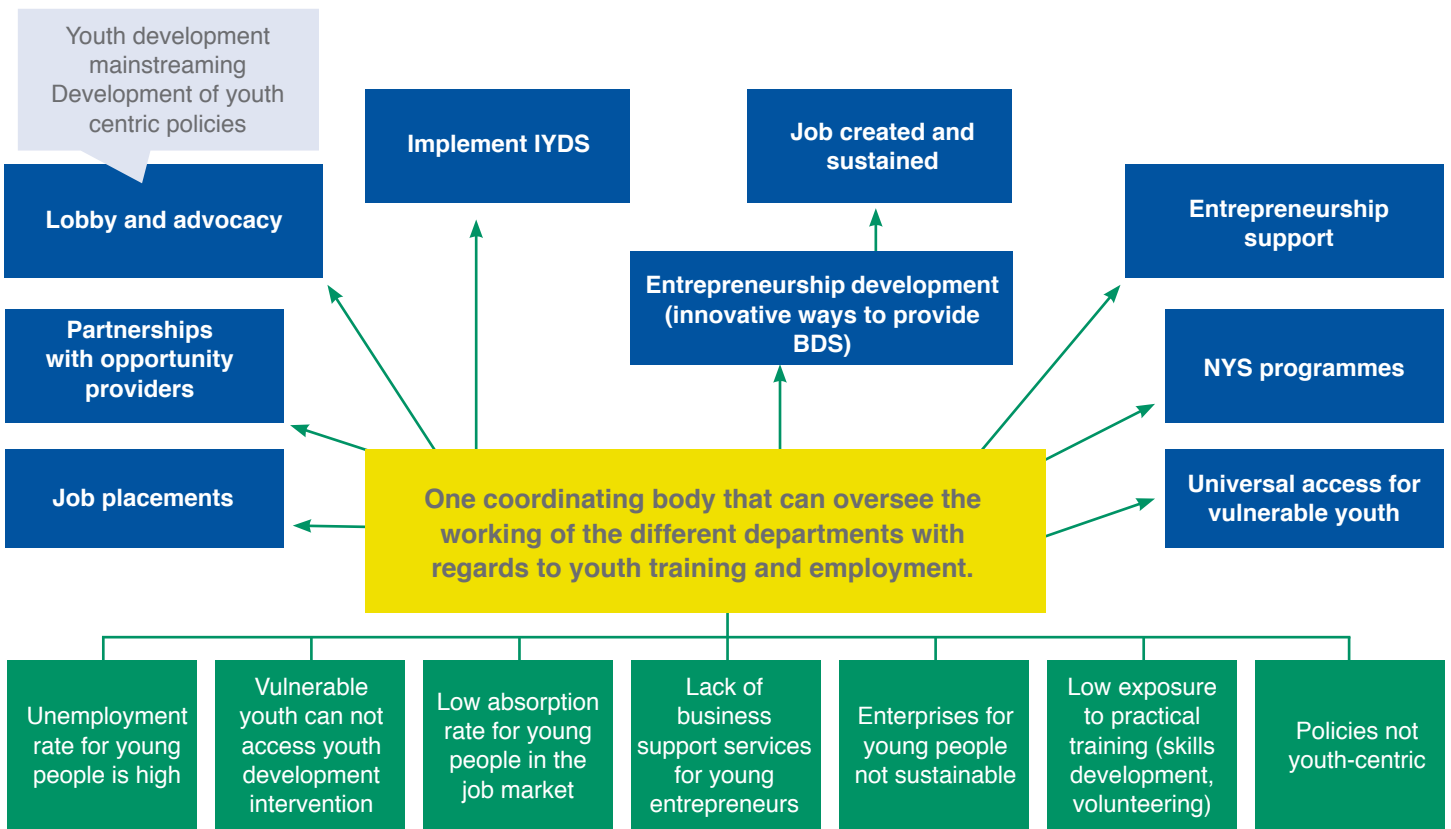 Youth development
mainstreaming
Development of youth
centric policies
Implement IYDS
Job created and
sustained
Lobby and advocacy
Entrepreneurship
support
Entrepreneurship development
(innovative ways to provide
BDS)
Partnerships
with opportunity
providers
NYS programmes
Job placements
Universal access for
vulnerable youth
One coordinating body that can oversee the
working of the different departments with
regards to youth training and employment.
Unemployment
rate for young
people is high
Vulnerable
youth can not
access youth
development
intervention
Low absorption
rate for young
people in the
job market
Lack of
business
support services
for young
entrepreneurs
Enterprises for
young people
not sustainable
Low exposure
to practical
training (skills
development,
volunteering)
Policies not
youth-centric